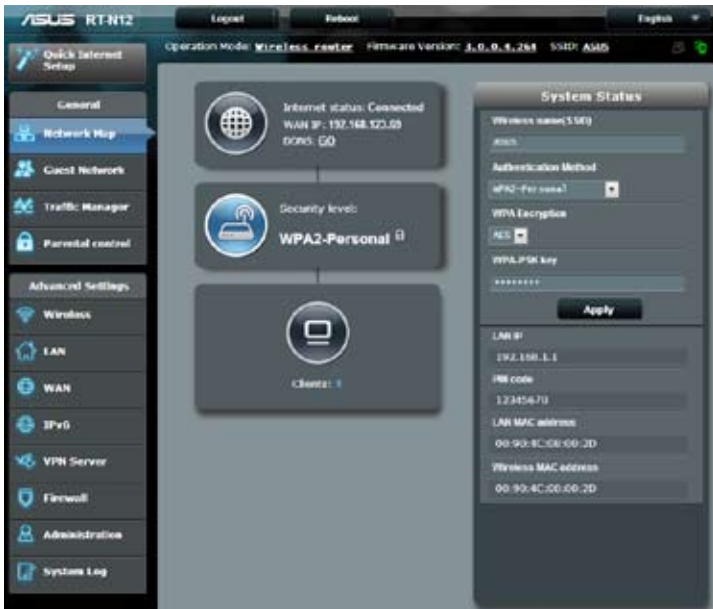 ASUS RT-N12
Logout
Reboot
English
Operation Mode: Wireless router Firmware Version: 3.0.0.4.264 SSID: ASUS
Quick Internet
Setup
General
Network Map
Guest Network
Traffic Manager
Parental control
Advanced Settings
Wireless
LAN
WAN
IPv6
VPN Server
Firewall
Administration
System Log
Internet status: Connected
WAN IP: 192.168.123.69
DDNS: GO
Security level:
WPA2-Personal
Clients:
System Status
Wireless name(SSID)
ASUS
Authentication Method
WPA2-Personal
WPA Encryption
AES
WPA-PSK key
********
Apply
LAN IP
192.168.1.1
PIN code
12345670
LAN MAC address
00:90:4C:08:00:2D
Wireless MAC address
00:90:4C:08:00:2D